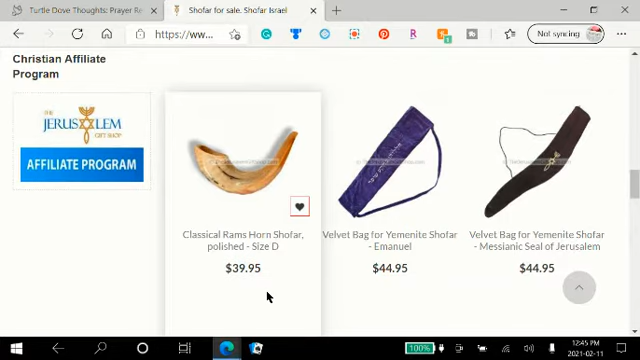 Turtle Dove Thoughts: Prayer Re
Shofar for sale. Shofar Israel
https://www...
Not syncing
Christian Affiliate
Program
THE
JERUSALEM
GIFT SHOP
AFFILIATE PROGRAM
Classical Rams Horn Shofar,
polished - Size D
$39.95
Velvet Bag for Yemenite Shofar
- Emanuel
$44.95
Velvet Bag for Yemenite Shofar
- Messianic Seal of Jerusalem
$44.95
100%
12:45 PM
2021-02-11